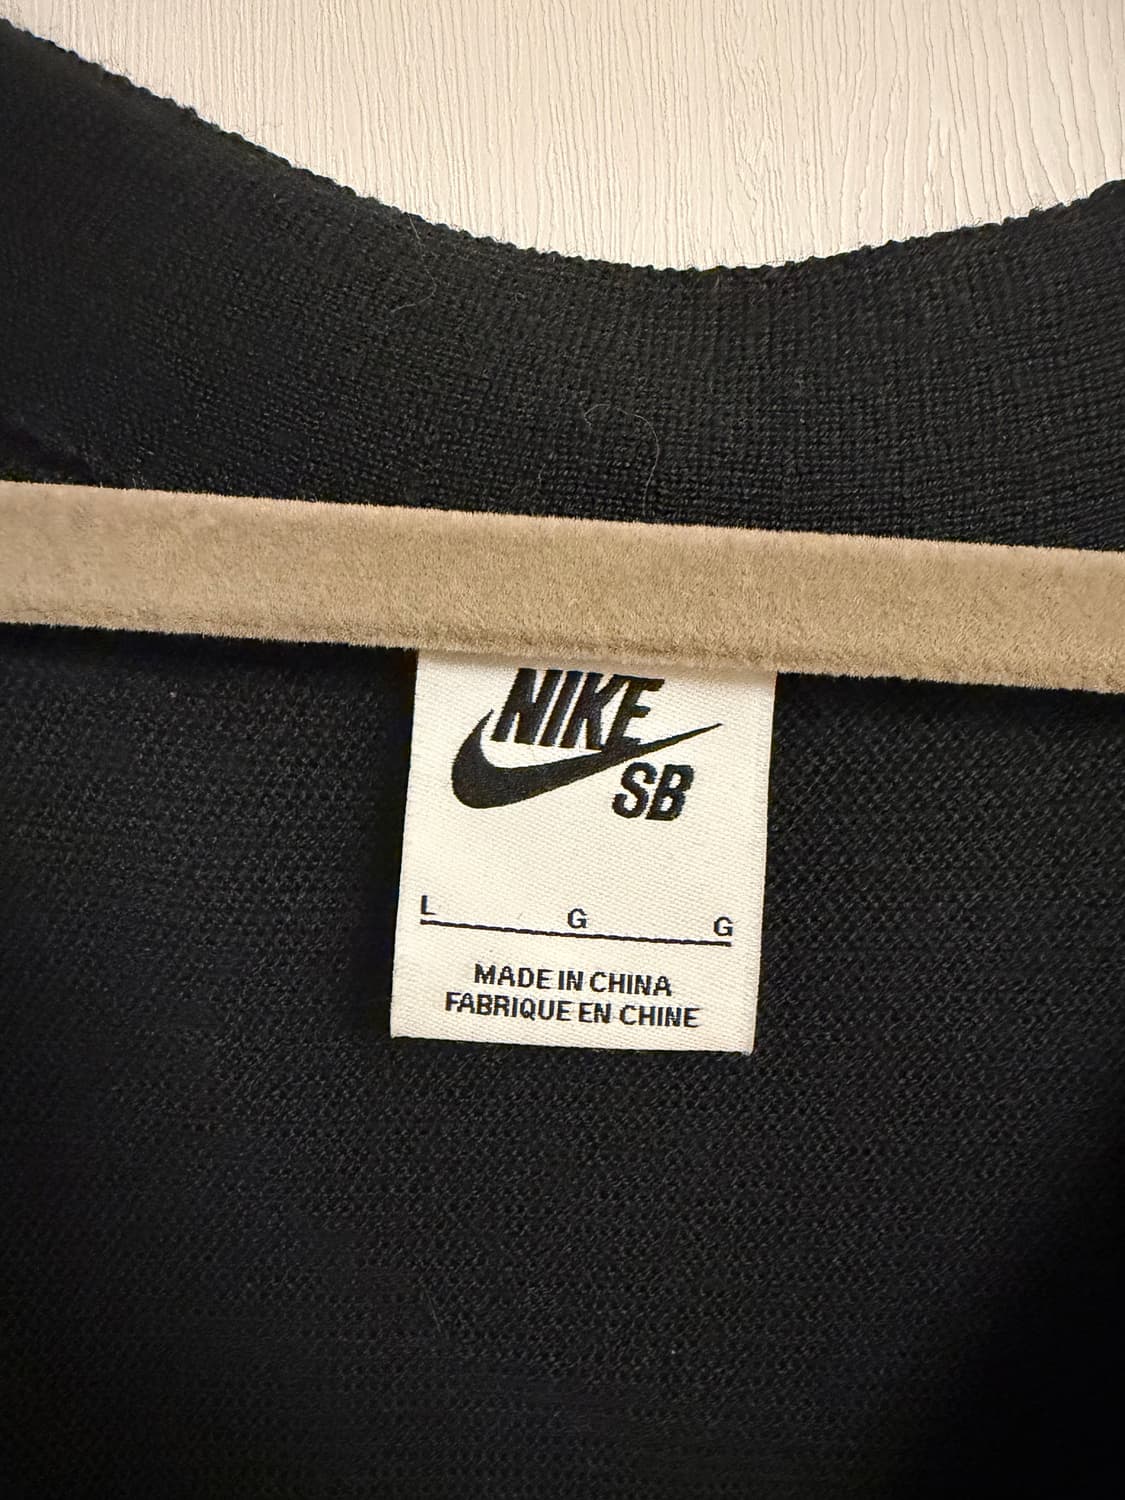 NIKE
SB
L G G
MADE IN CHINA
FABRIQUE EN CHINE